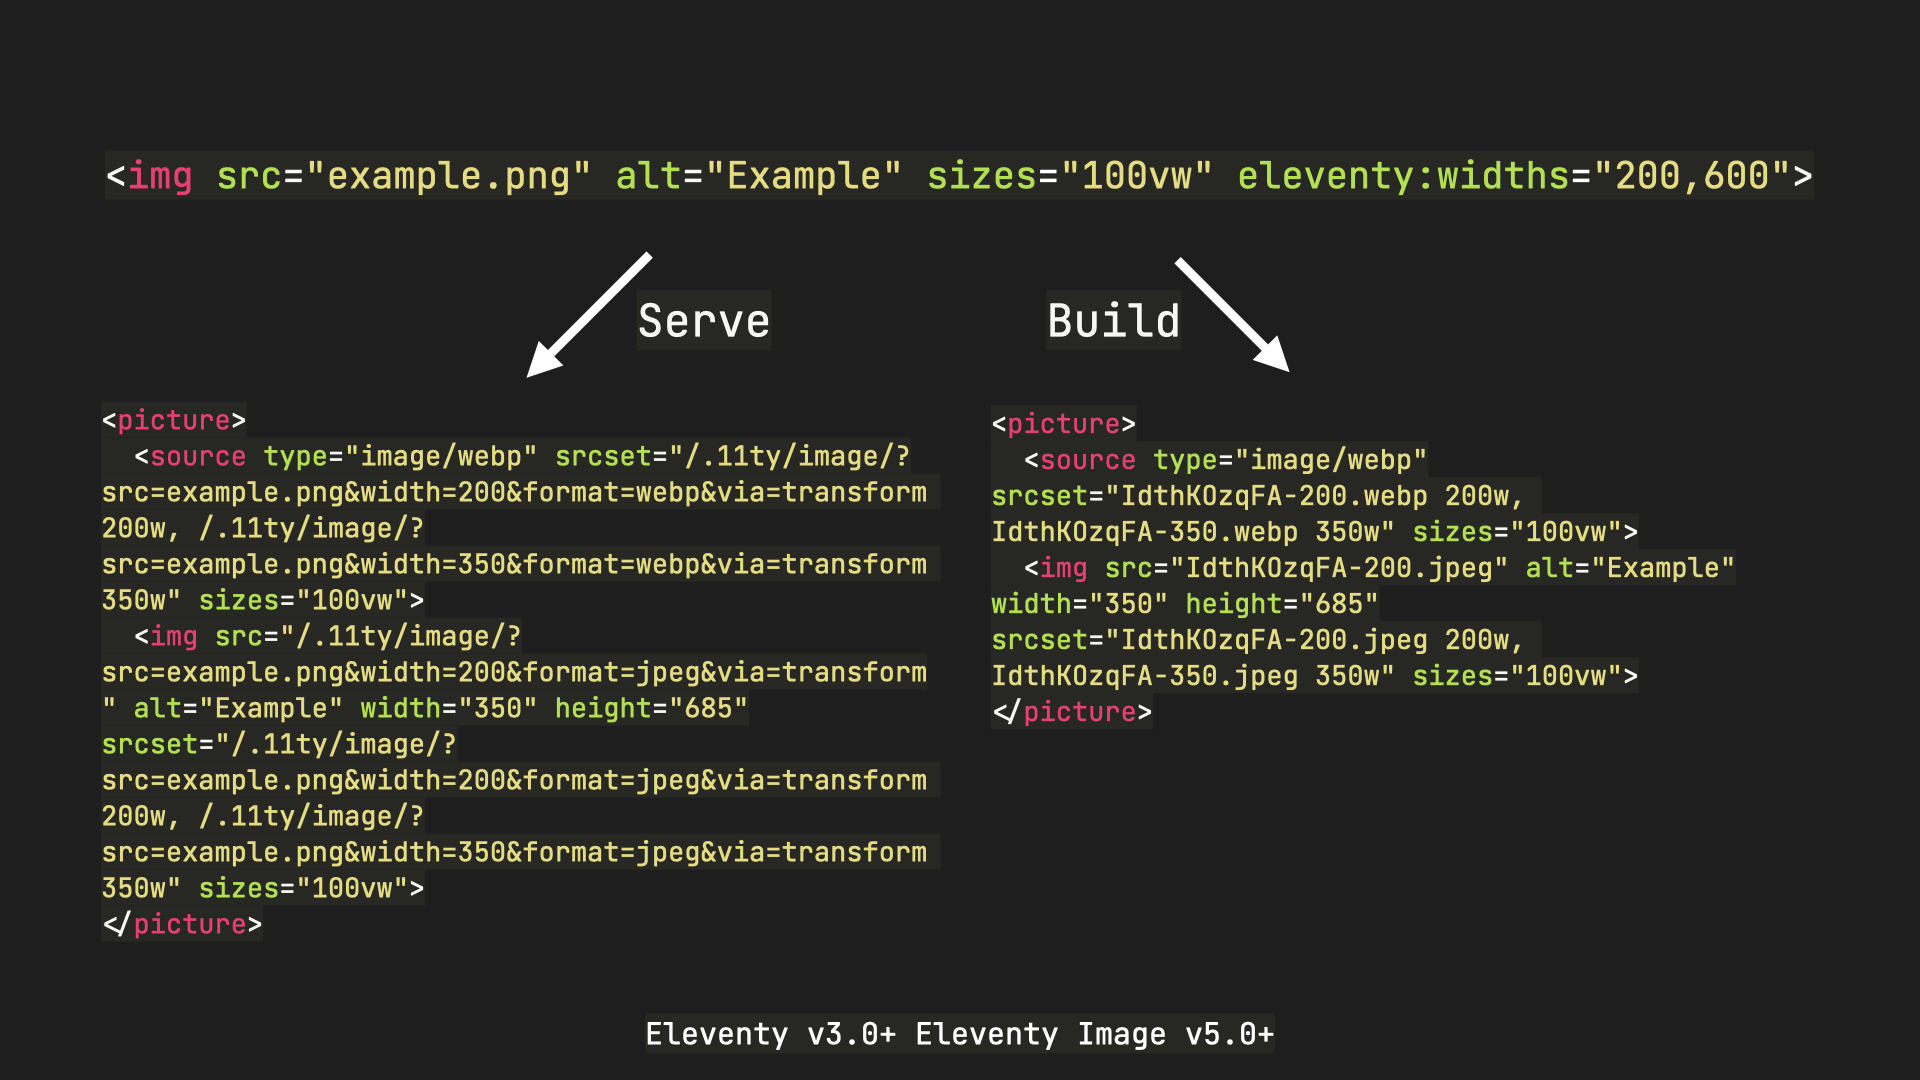 <img src="example.png" alt="Example" sizes="100vw" eleventy:widths="200,600">
Serve
Build
<picture>
  <source type="image/webp" srcset="/.11ty/image/?
src=example.png&width=200&format=webp&via=transform
200w, /.11ty/image/?
src=example.png&width=350&format=webp&via=transform
350w" sizes="100vw">
  <img src="/.11ty/image/?
src=example.png&width=200&format=jpeg&via=transform
" alt="Example" width="350" height="685"
srcset="/.11ty/image/?
src=example.png&width=200&format=jpeg&via=transform
200w, /.11ty/image/?
src=example.png&width=350&format=jpeg&via=transform
350w" sizes="100vw">
</picture>
<picture>
  <source type="image/webp"
srcset="IdthKOzqFA-200.webp 200w,
IdthKOzqFA-350.webp 350w" sizes="100vw">
  <img src="IdthKOzqFA-200.jpeg" alt="Example"
width="350" height="685"
srcset="IdthKOzqFA-200.jpeg 200w,
IdthKOzqFA-350.jpeg 350w" sizes="100vw">
</picture>
Eleventy v3.0+ Eleventy Image v5.0+